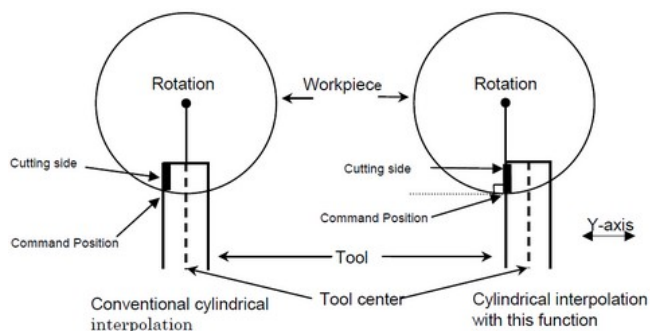 Rotation
Workpiece
Rotation
Cutting side
Cutting side
Command Position
Command Position
Y-axis
Tool
Tool center
Conventional cylindrical
interpolation
Cylindrical interpolation
with this function